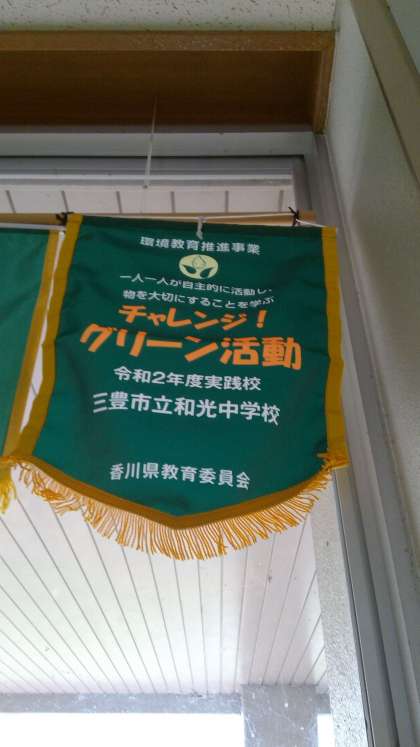 環境教育推進事業
一人一人が自主的に活動し、
物を大切にすることを学ぶ
チャレンジ!
グリーン活動
令和2年度実践校
三豊市立和光中学校
香川県教育委員会